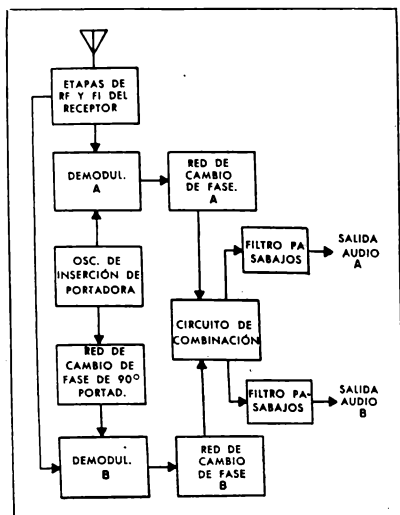 ETAPAS DE
RF Y FI DEL
RECEPTOR
DEMODUL.
A
RED DE
CAMBIO
DE FASE.
A
OSC. DE
INSERCIÓN DE
PORTADORA
FILTRO PA-
SABAJOS
SALIDA
AUDIO
A
CIRCUITO DE
COMBINACIÓN
RED DE
CAMBIO DE
FASE DE 90°
PORTAD.
FILTRO PA-
SABAJOS
SALIDA
AUDIO
B
DEMODUL.
B
RED DE
CAMBIO
DE FASE
B